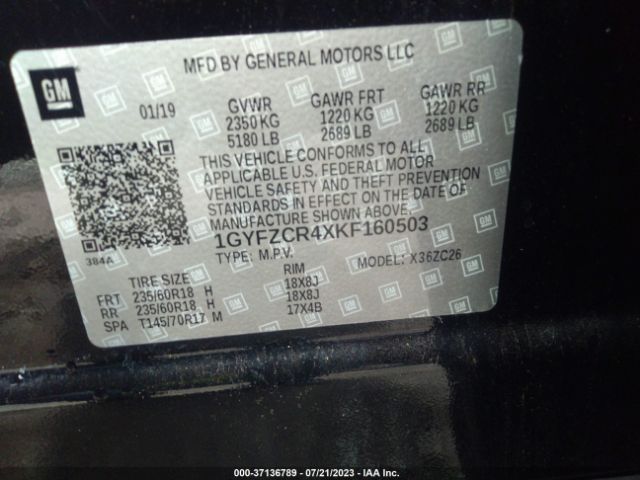 MFD BY GENERAL MOTORS LLC
GM
01/19
GVWR GAWR FRT GAWR RR
2350 KG 1220 KG 1220 KG
5180 LB 2689 LB 2689 LB
THIS VEHICLE CONFORMS TO ALL
APPLICABLE U.S. FEDERAL MOTOR
VEHICLE SAFETY AND THEFT PREVENTION
STANDARDS IN EFFECT ON THE DATE OF
MANUFACTURE SHOWN ABOVE.
1GYFZCR4XKF160503
384A
TYPE: M.P.V. MODEL: X36ZC26
TIRE SIZE RIM
FRT 235/60R18 H 18X8J
RR 235/60R18 H 18X8J
SPA T145/70R17 M 17X4B
000-37136789 - 07/21/2023 - IAA Inc.